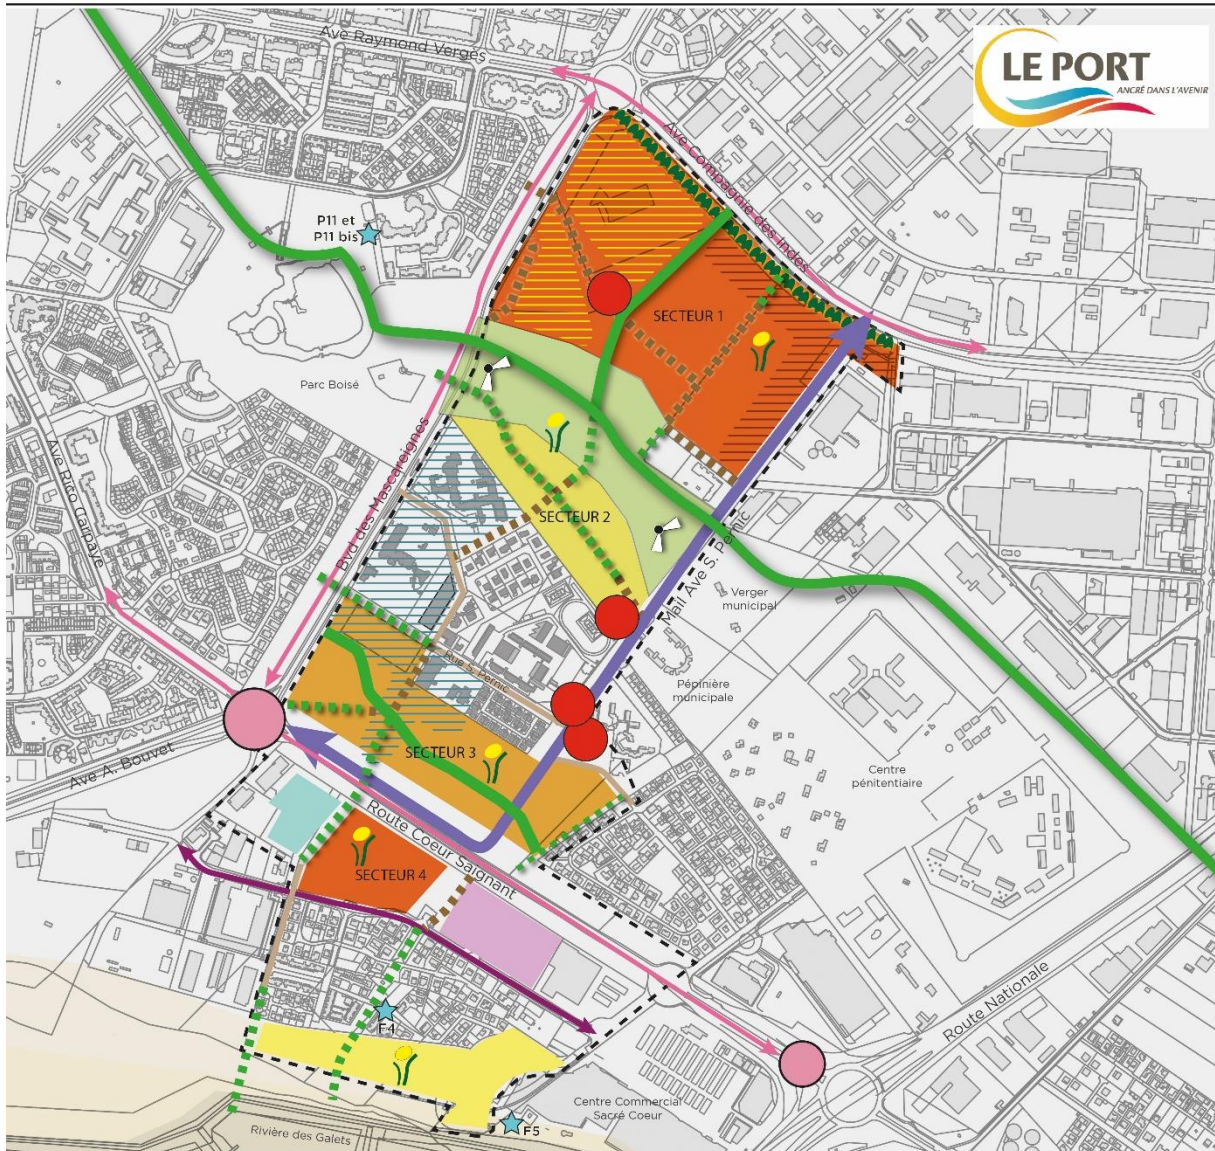 LE PORT
ANCRÉ DANS L'AVENIR
Ave Raymond Vergès
Ave Compagnie des Indes
P11 et
P11 bis
SECTEUR 1
Parc Boisé
Bvd des Mascareignes
Ave Rico Carpaye
SECTEUR 2
Mail Ave S. Pernic
Verger
municipal
Rue S. Pernic
Pépinière
municipale
Ave A. Bouvet
SECTEUR 3
Centre
pénitentiaire
Route Coeur Saignant
SECTEUR 4
Route Nationale
F4
Centre Commercial
Sacré Coeur
F5
Rivière des Galets